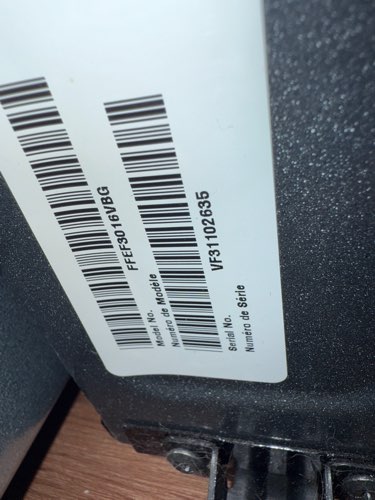 FFEF3016VBG
Model No.
Numéro de Modèle
VF31102635
Serial No.
Numéro de Série